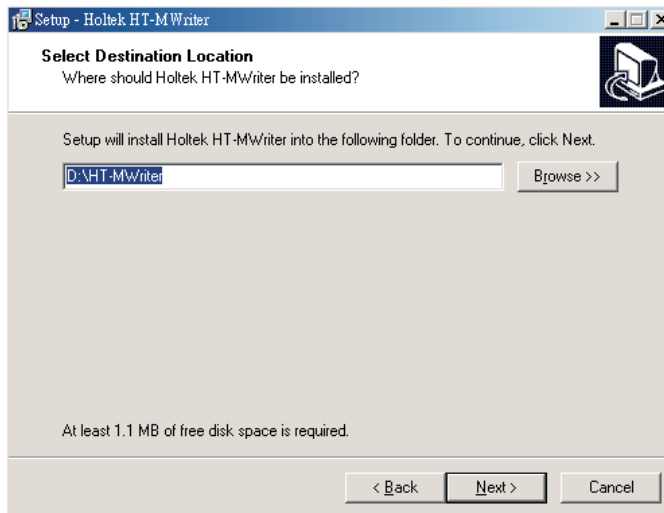 Setup - Holtek HT-MWriter
Select Destination Location
Where should Holtek HT-MWriter be installed?
Setup will install Holtek HT-MWriter into the following folder. To continue, click Next.
D:\HT-MWriter
Browse >>
At least 1.1 MB of free disk space is required.
< Back
Next >
Cancel